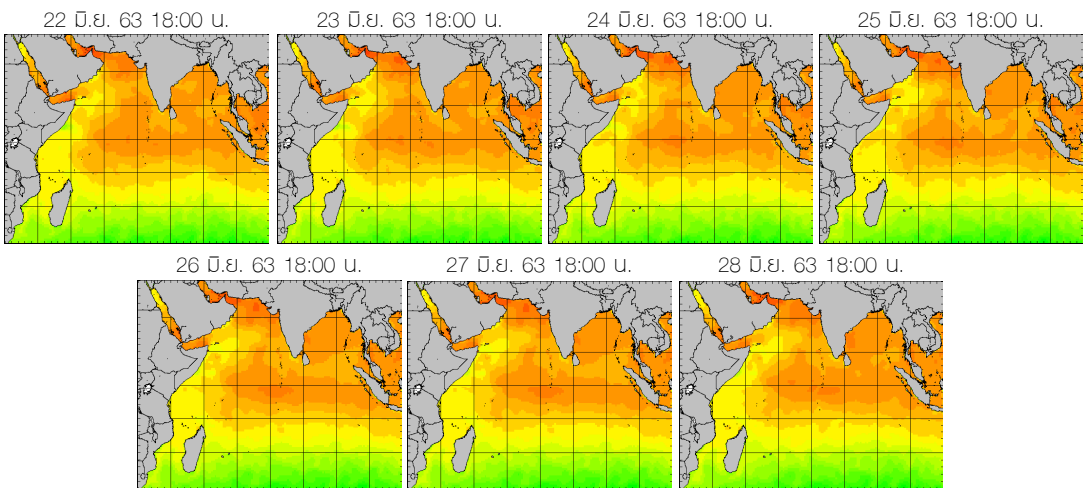 22 มิ.ย. 63 18:00 น.
23 มิ.ย. 63 18:00 น.
24 มิ.ย. 63 18:00 น.
25 มิ.ย. 63 18:00 น.
26 มิ.ย. 63 18:00 น.
27 มิ.ย. 63 18:00 น.
28 มิ.ย. 63 18:00 น.